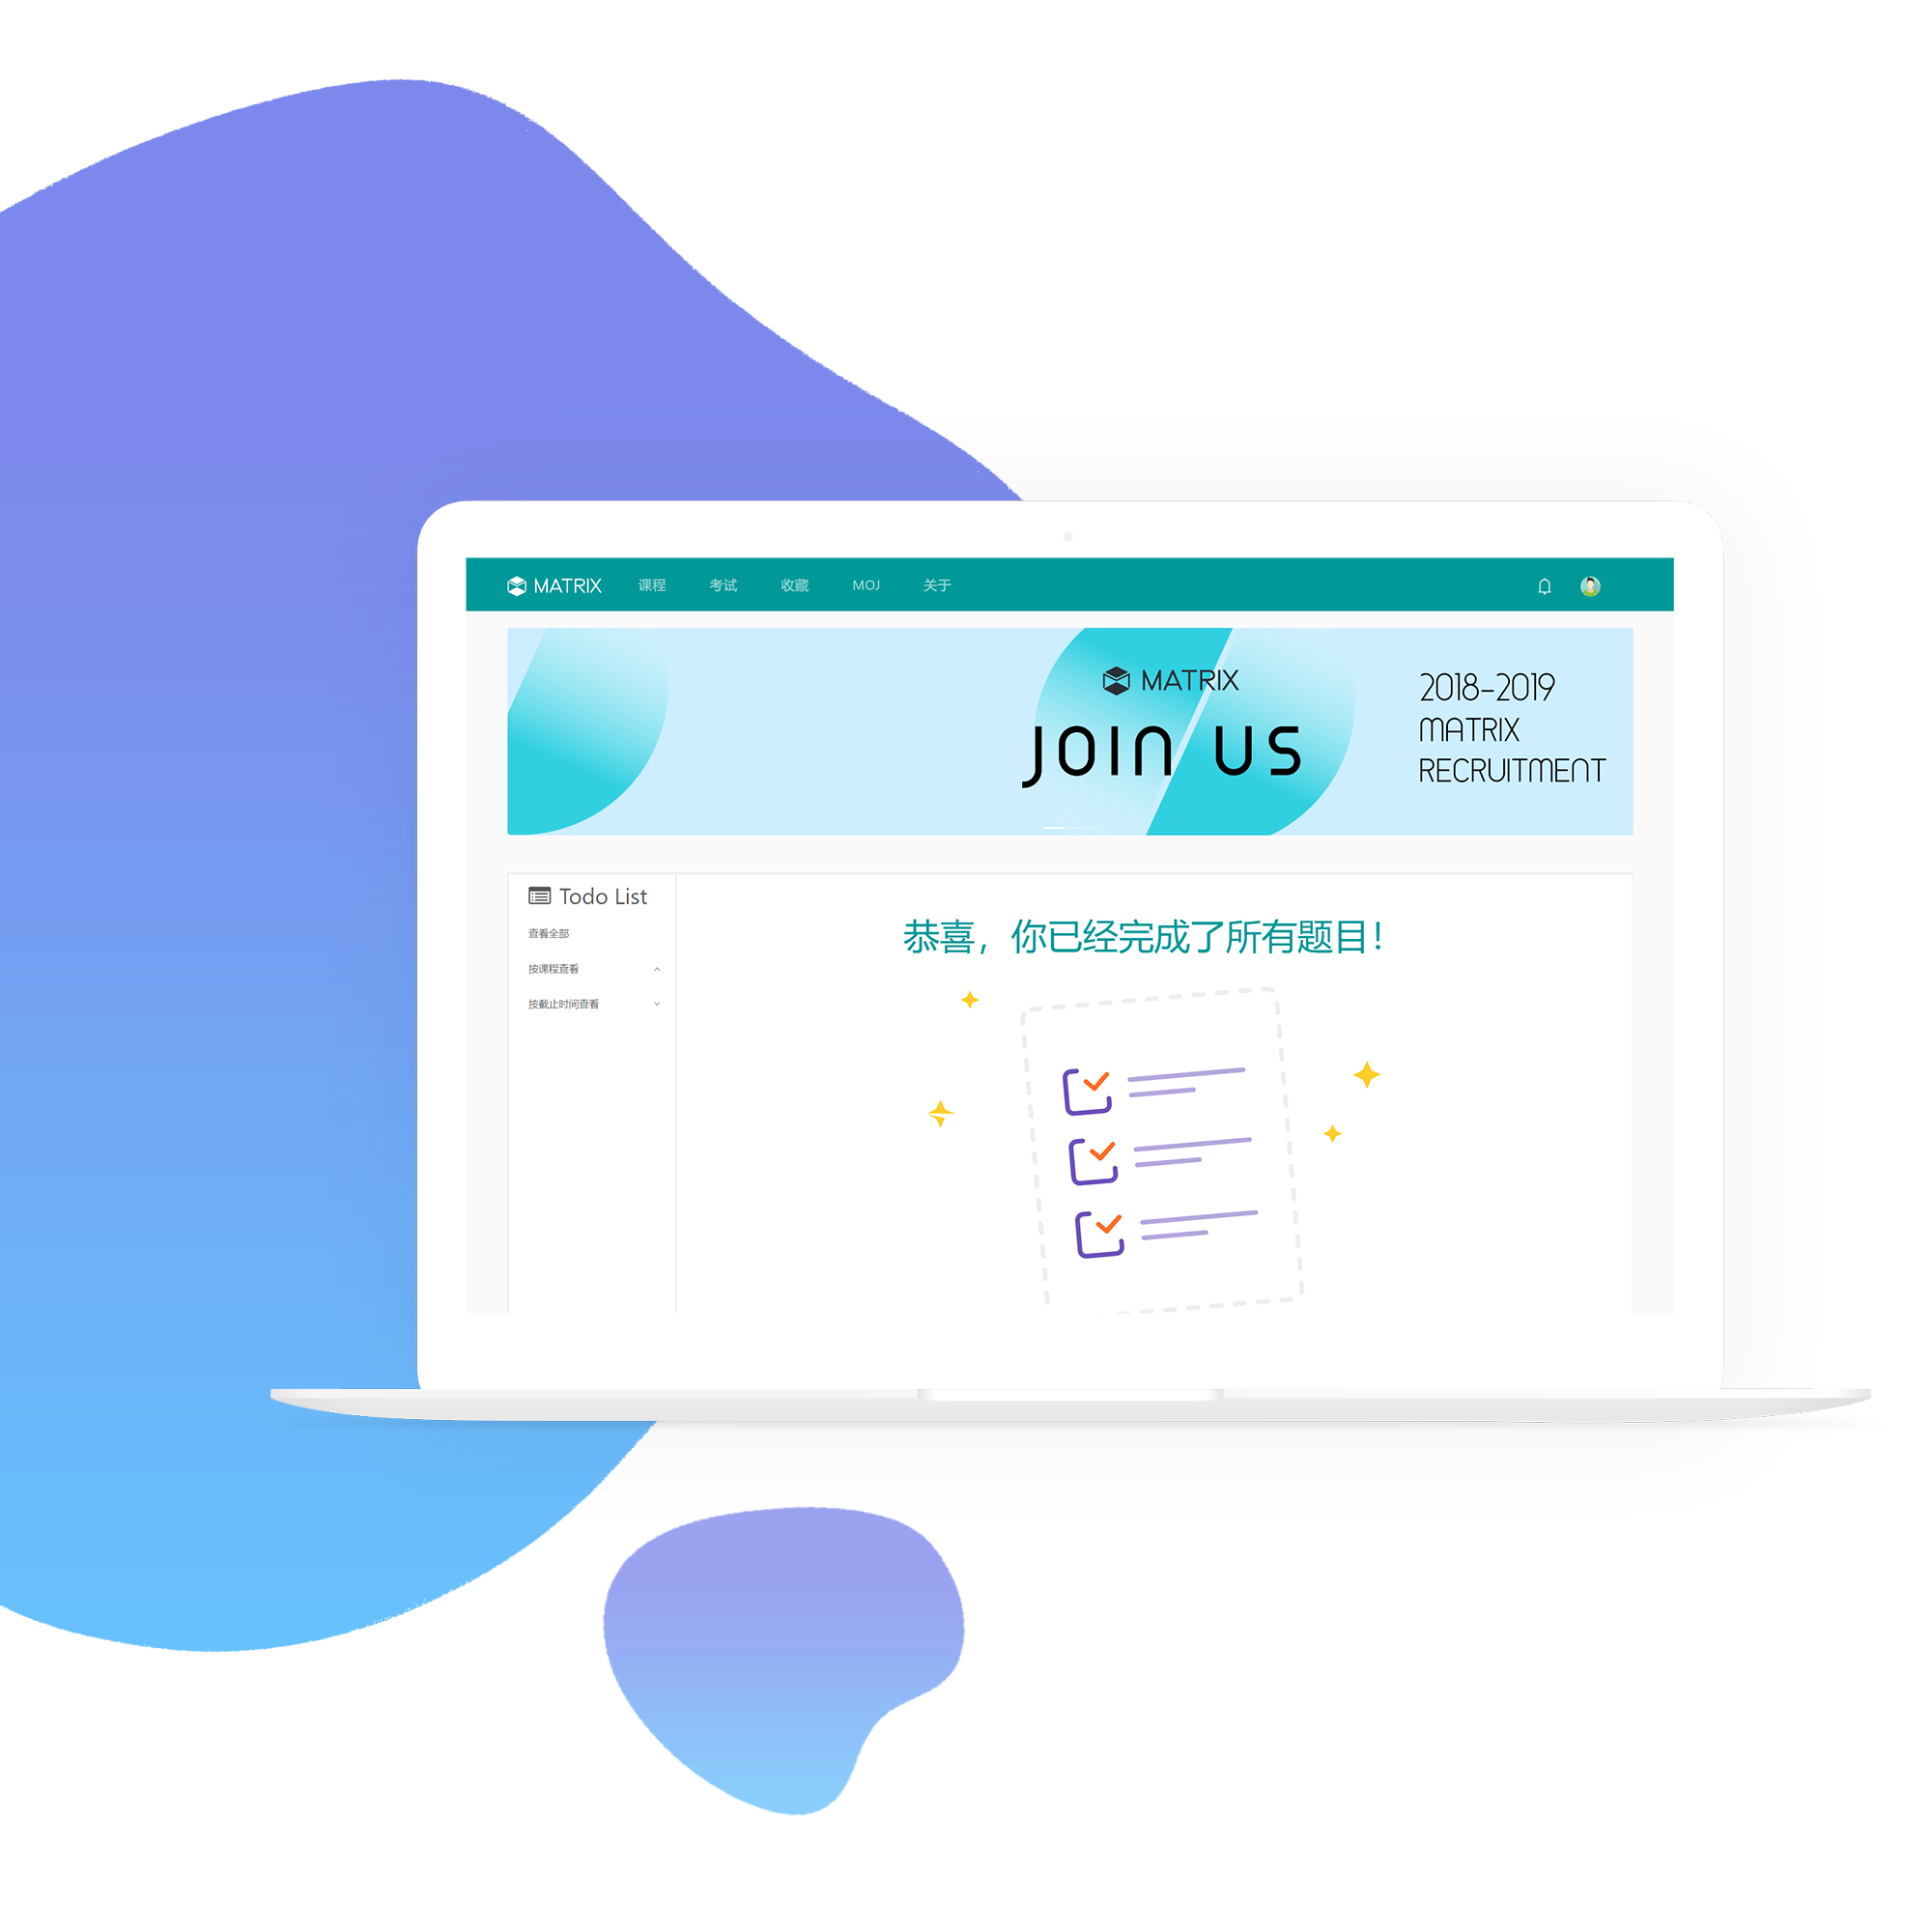 MATRIX 课程 考试 收藏 MOJ 关于
MATRIX
JOIN US
2018-2019
MATRIX
RECRUITMENT
Todo List
查看全部
按课程查看
按截止时间查看
恭喜，你已经完成了所有题目！